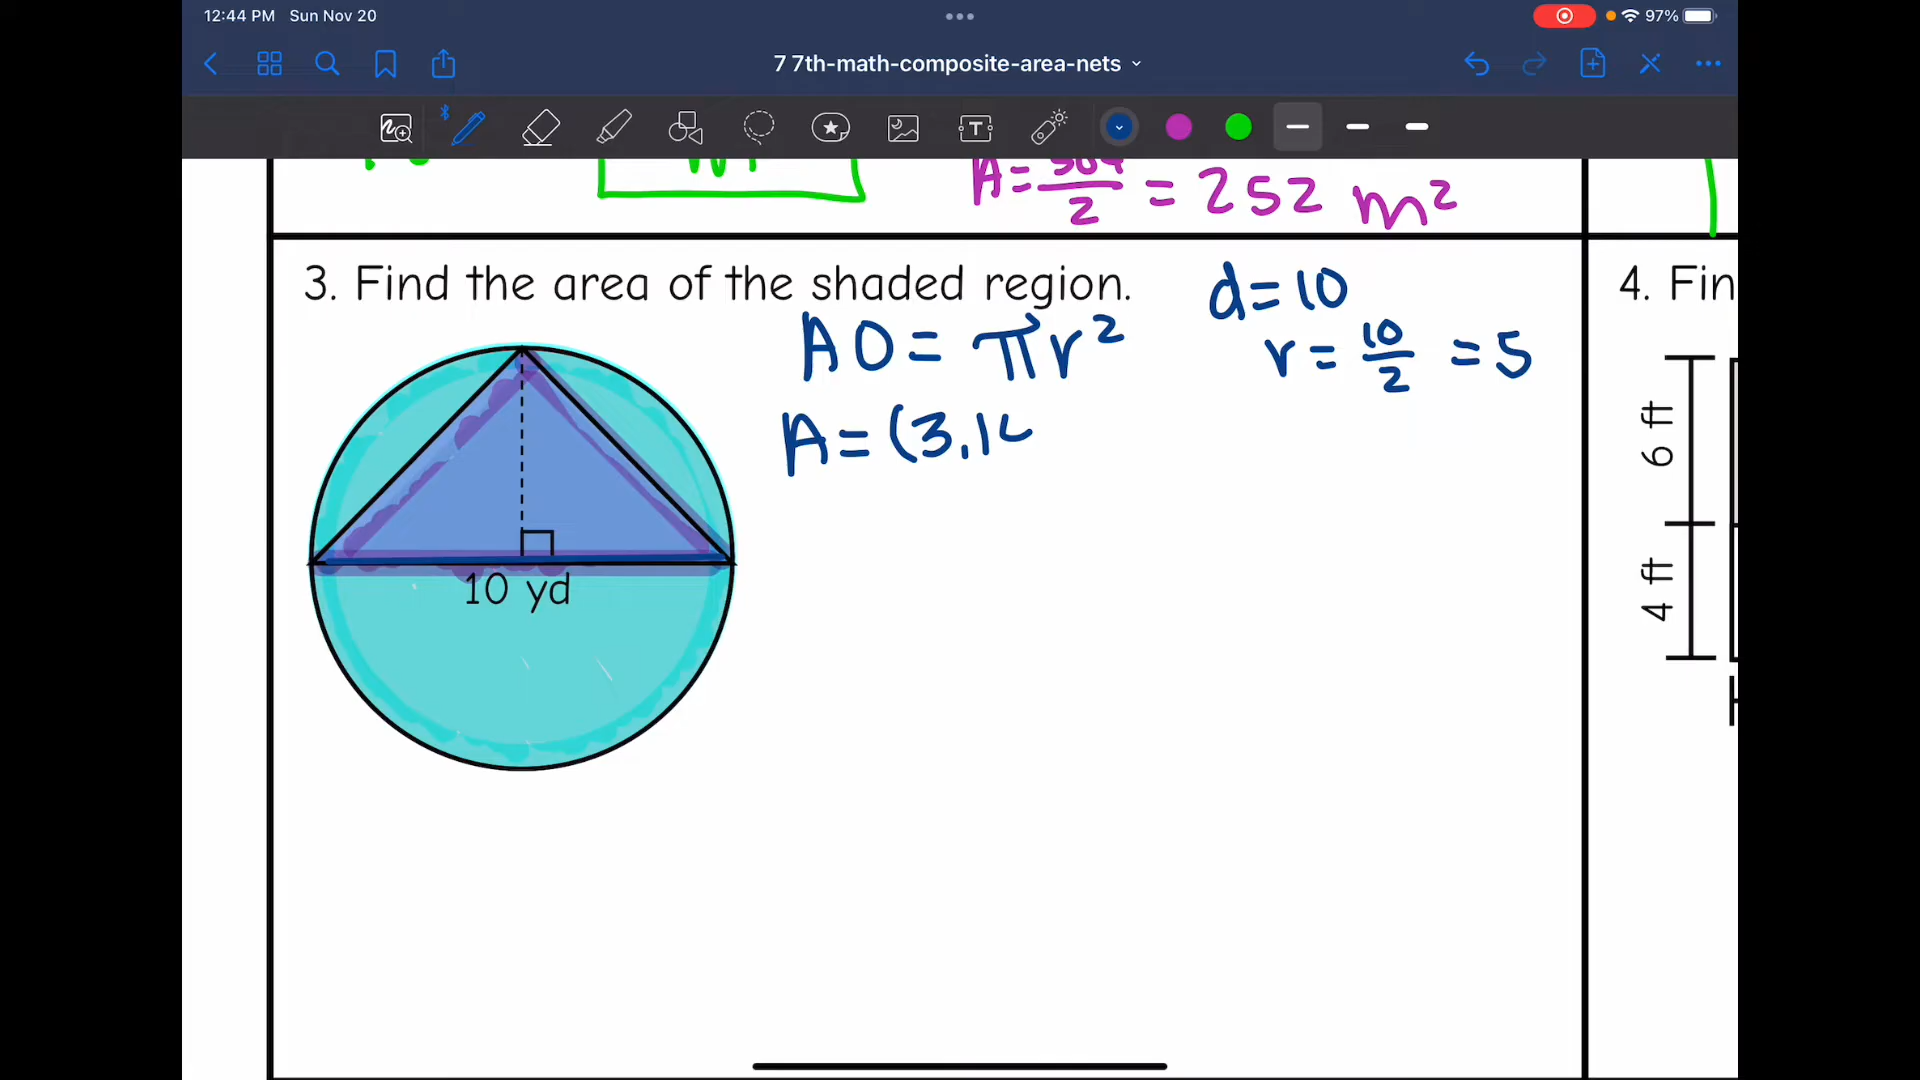 12:44 PM Sun Nov 20
97%
7 7th-math-composite-area-nets
A = /2 = 252 m²
3. Find the area of the shaded region.
d = 10
AO = πr²
r = 10/2 = 5
A = (3.14
10 yd
4. Fin
6 ft
4 ft